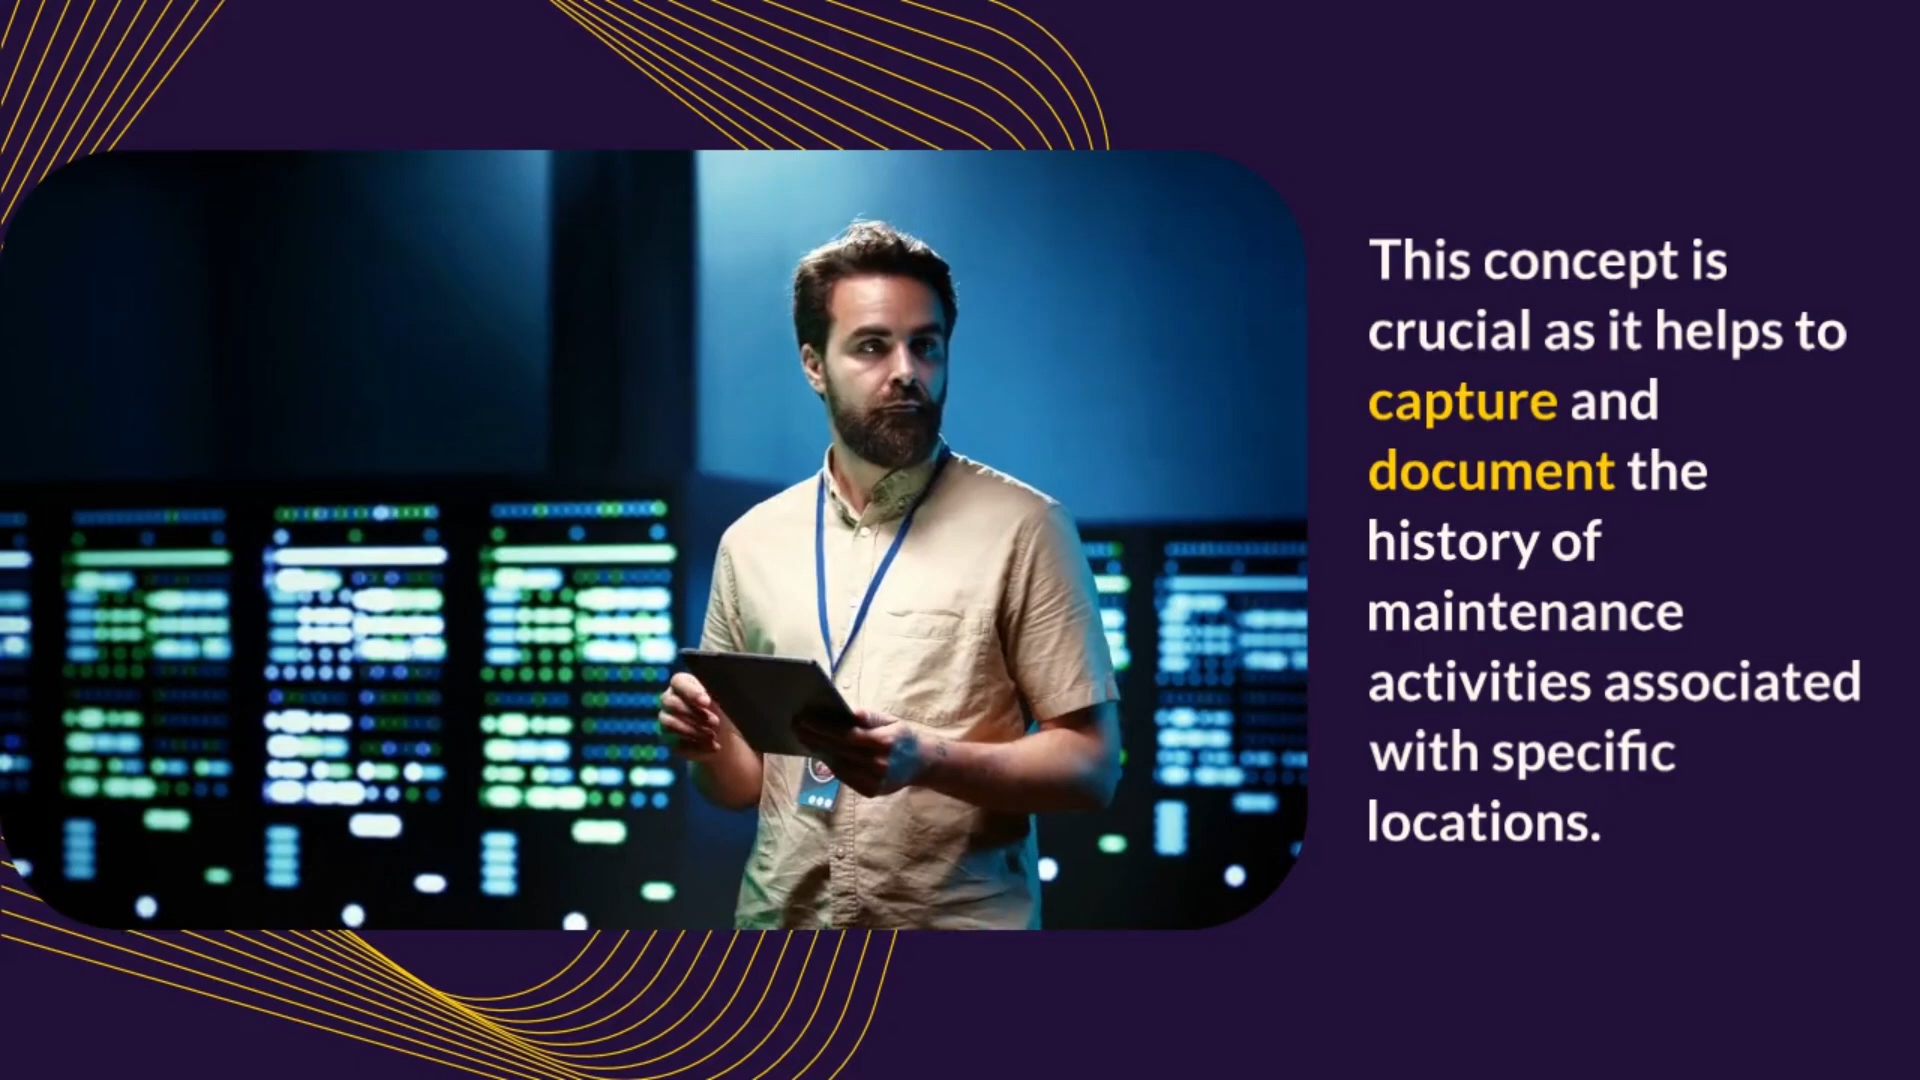 This concept is
crucial as it helps to
capture and
document the
history of
maintenance
activities associated
with specific
locations.